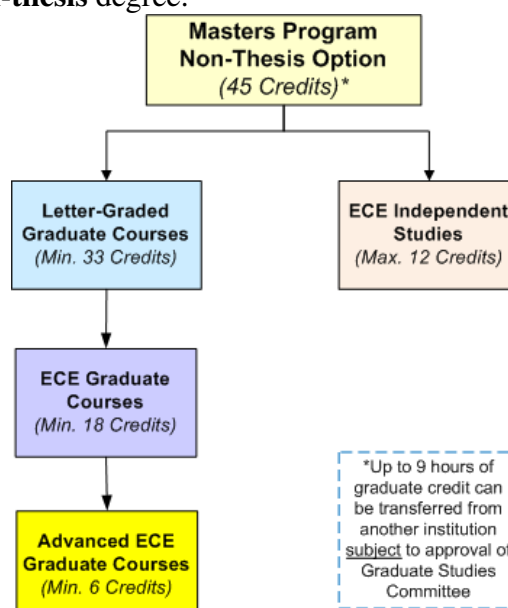 -thesis degree.
Masters Program
Non-Thesis Option
(45 Credits)*
Letter-Graded
Graduate Courses
(Min. 33 Credits)
ECE Independent
Studies
(Max. 12 Credits)
ECE Graduate
Courses
(Min. 18 Credits)
Advanced ECE
Graduate Courses
(Min. 6 Credits)
*Up to 9 hours of
graduate credit can
be transferred from
another institution
subject to approval of
Graduate Studies
Committee